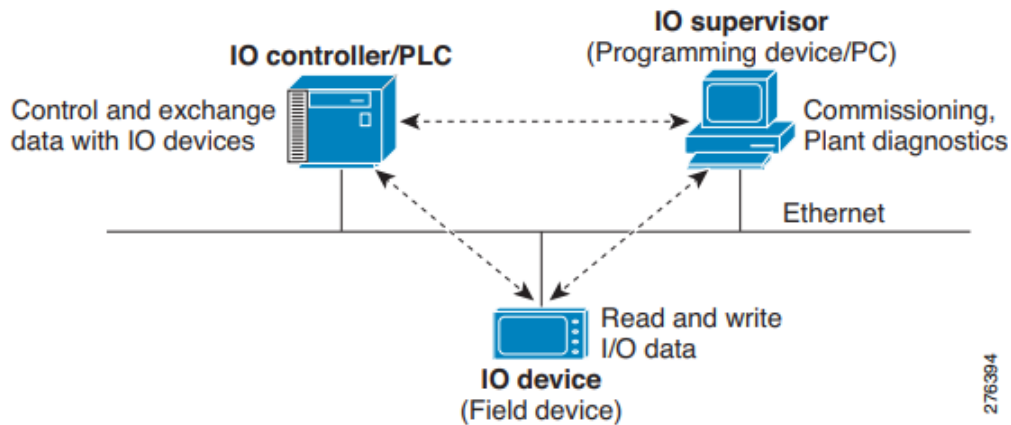 IO supervisor
(Programming device/PC)
IO controller/PLC
Control and exchange
data with IO devices
Commissioning,
Plant diagnostics
Ethernet
Read and write
I/O data
IO device
(Field device)
276394